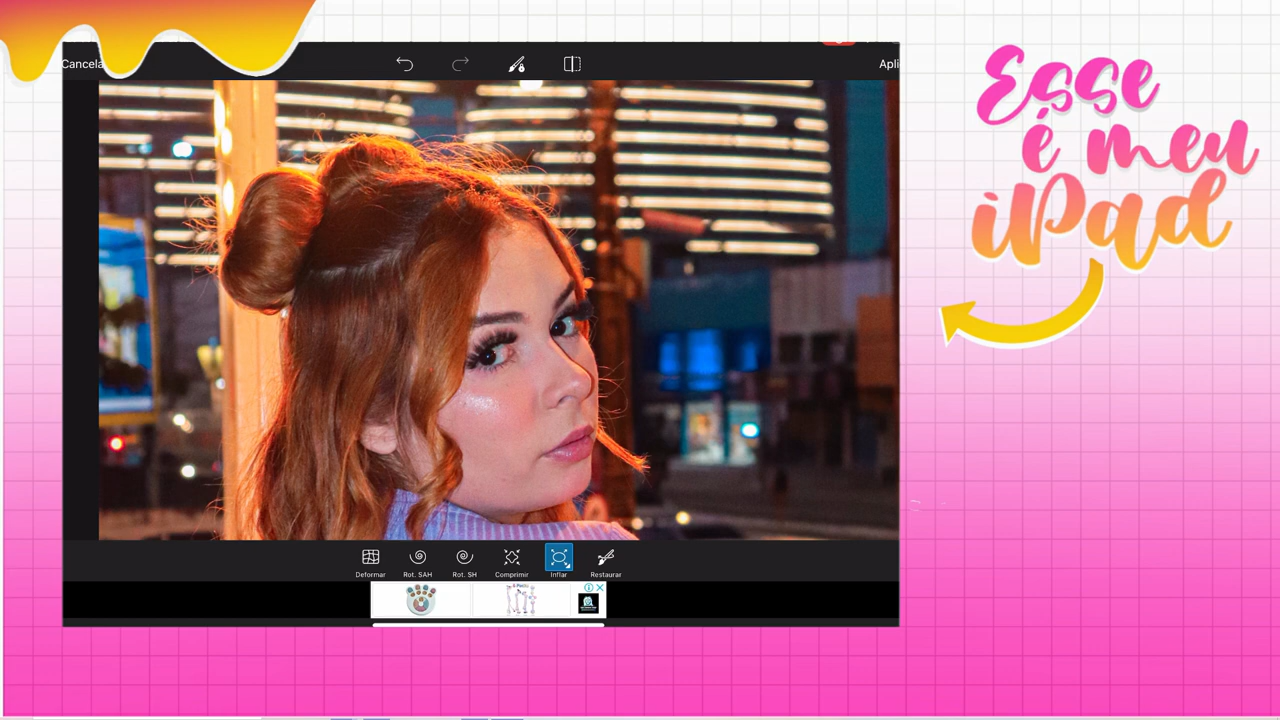 Cancela
Apli
Esse
é meu
iPad
Deformar
Rot. SAH
Rot. SH
Comprimir
Inflar
Restaurar